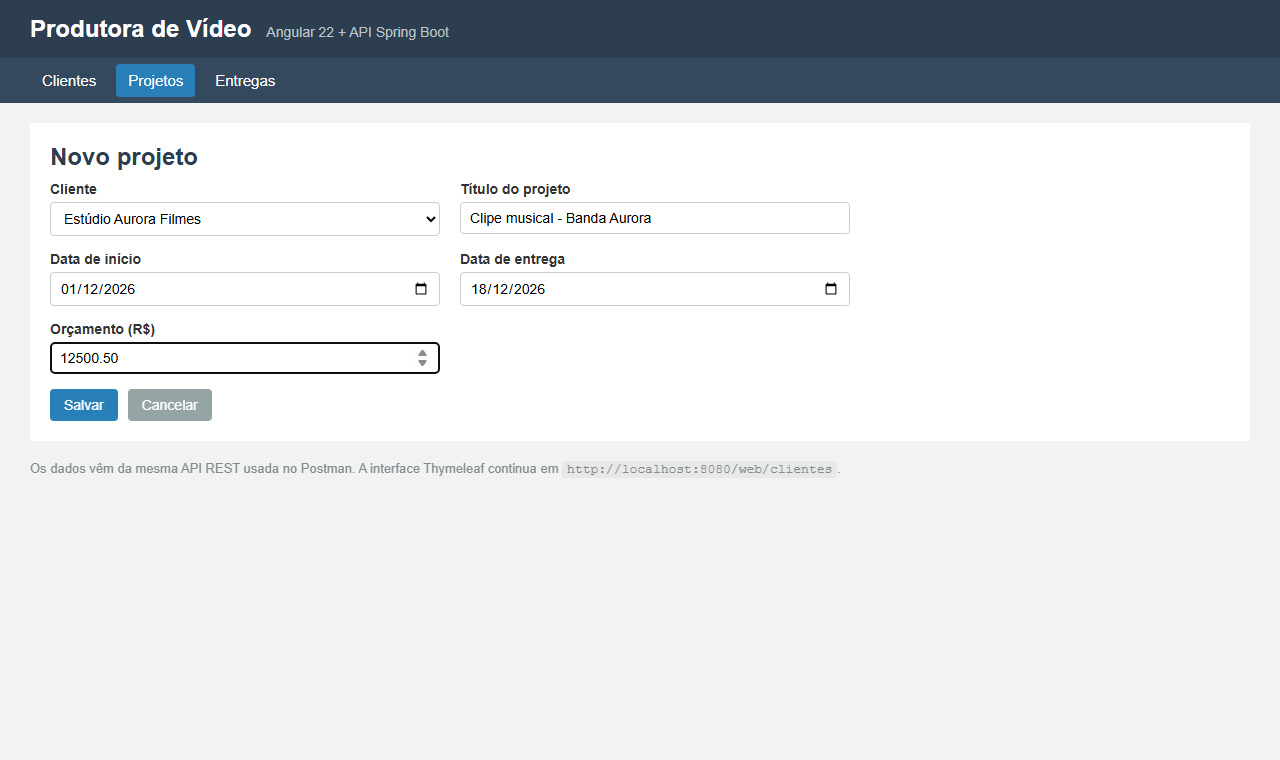 Produtora de Vídeo Angular 22 + API Spring Boot
Clientes Projetos Entregas
Novo projeto
Cliente Título do projeto
Estúdio Aurora Filmes Clipe musical - Banda Aurora
Data de início Data de entrega
01/12/2026 18/12/2026
Orçamento (R$)
12500.50
Salvar Cancelar
Os dados vêm da mesma API REST usada no Postman. A interface Thymeleaf continua em http://localhost:8080/web/clientes.